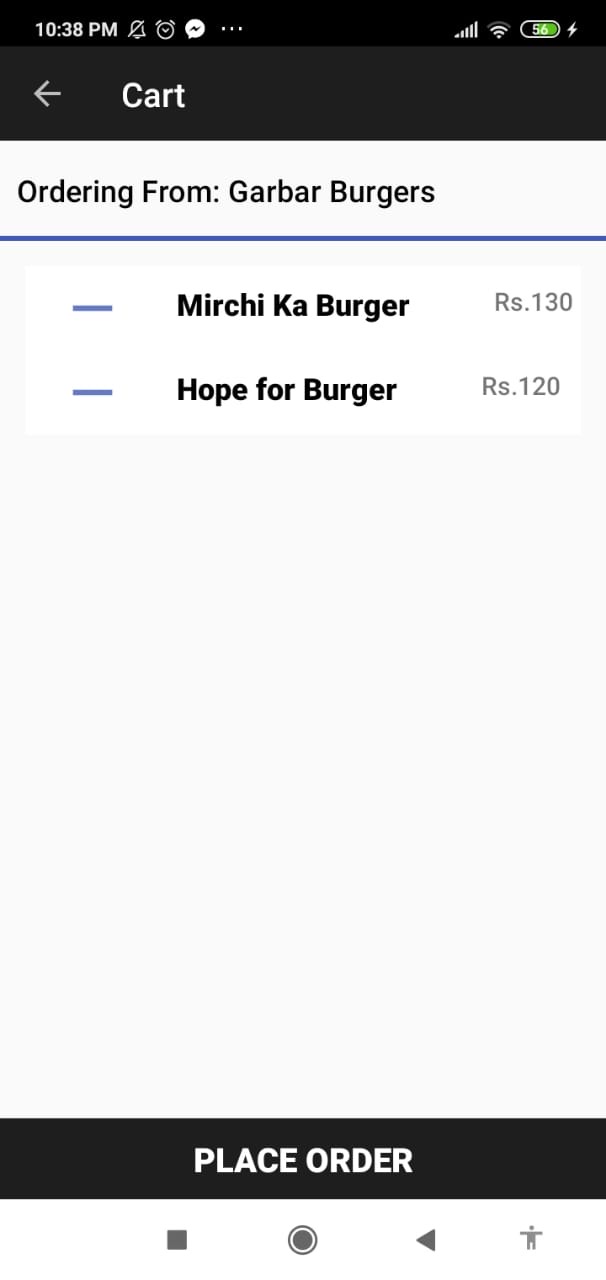 10:38 PM ... 56
Cart
Ordering From: Garbar Burgers
Mirchi Ka Burger Rs.130
Hope for Burger Rs.120
PLACE ORDER